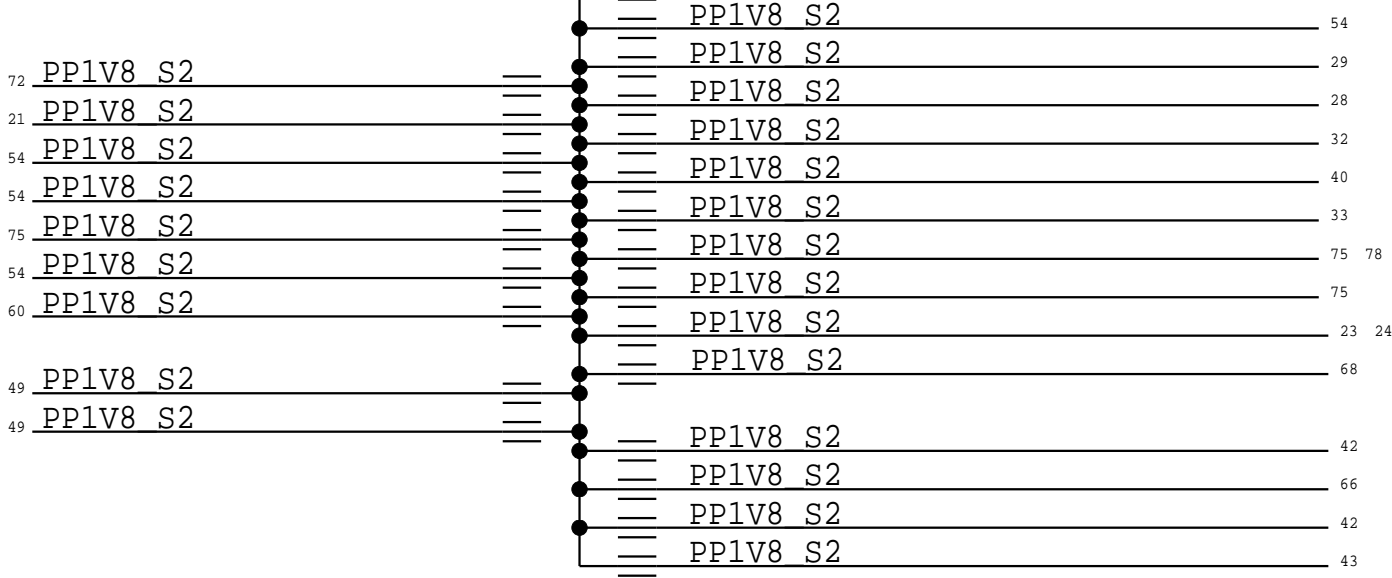 PP1V8_S2 54
PP1V8_S2 29
72 PP1V8_S2
PP1V8_S2 28
21 PP1V8_S2
PP1V8_S2 32
54 PP1V8_S2
PP1V8_S2 40
54 PP1V8_S2
PP1V8_S2 33
75 PP1V8_S2
PP1V8_S2 75 78
54 PP1V8_S2
PP1V8_S2 75
60 PP1V8_S2
PP1V8_S2 23 24
PP1V8_S2 68
49 PP1V8_S2
49 PP1V8_S2
PP1V8_S2 42
PP1V8_S2 66
PP1V8_S2 42
PP1V8_S2 43